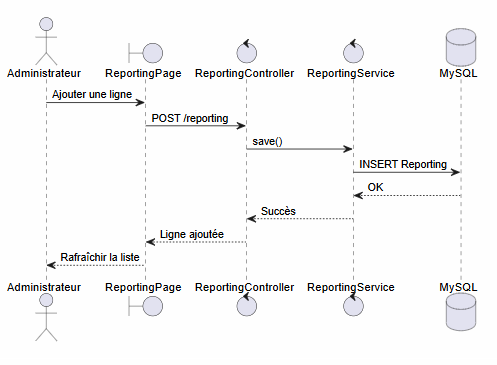 Administrateur ReportingPage ReportingController ReportingService MySQL
Ajouter une ligne
POST /reporting
save()
INSERT Reporting
OK
Succès
Ligne ajoutée
Rafraîchir la liste
Administrateur ReportingPage ReportingController ReportingService MySQL